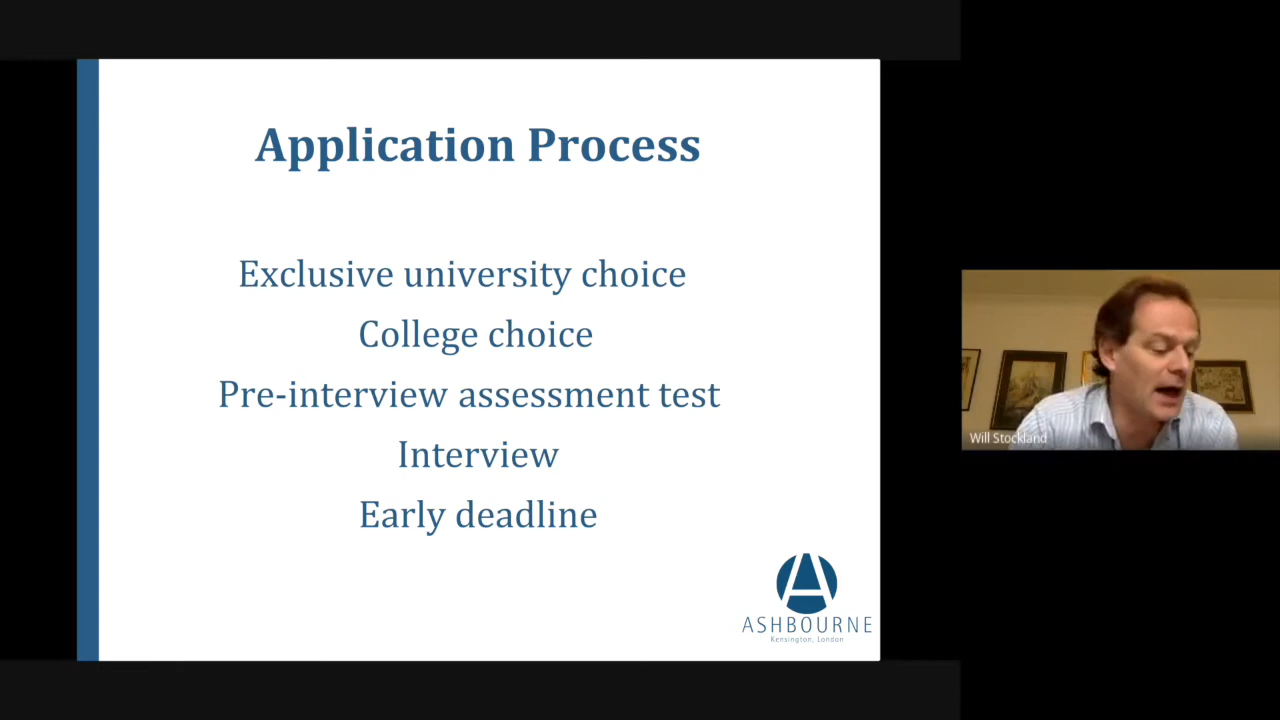 Application Process
Exclusive university choice
College choice
Pre-interview assessment test
Interview
Early deadline
ASHBOURNE
Kensington, London
Will Stockland